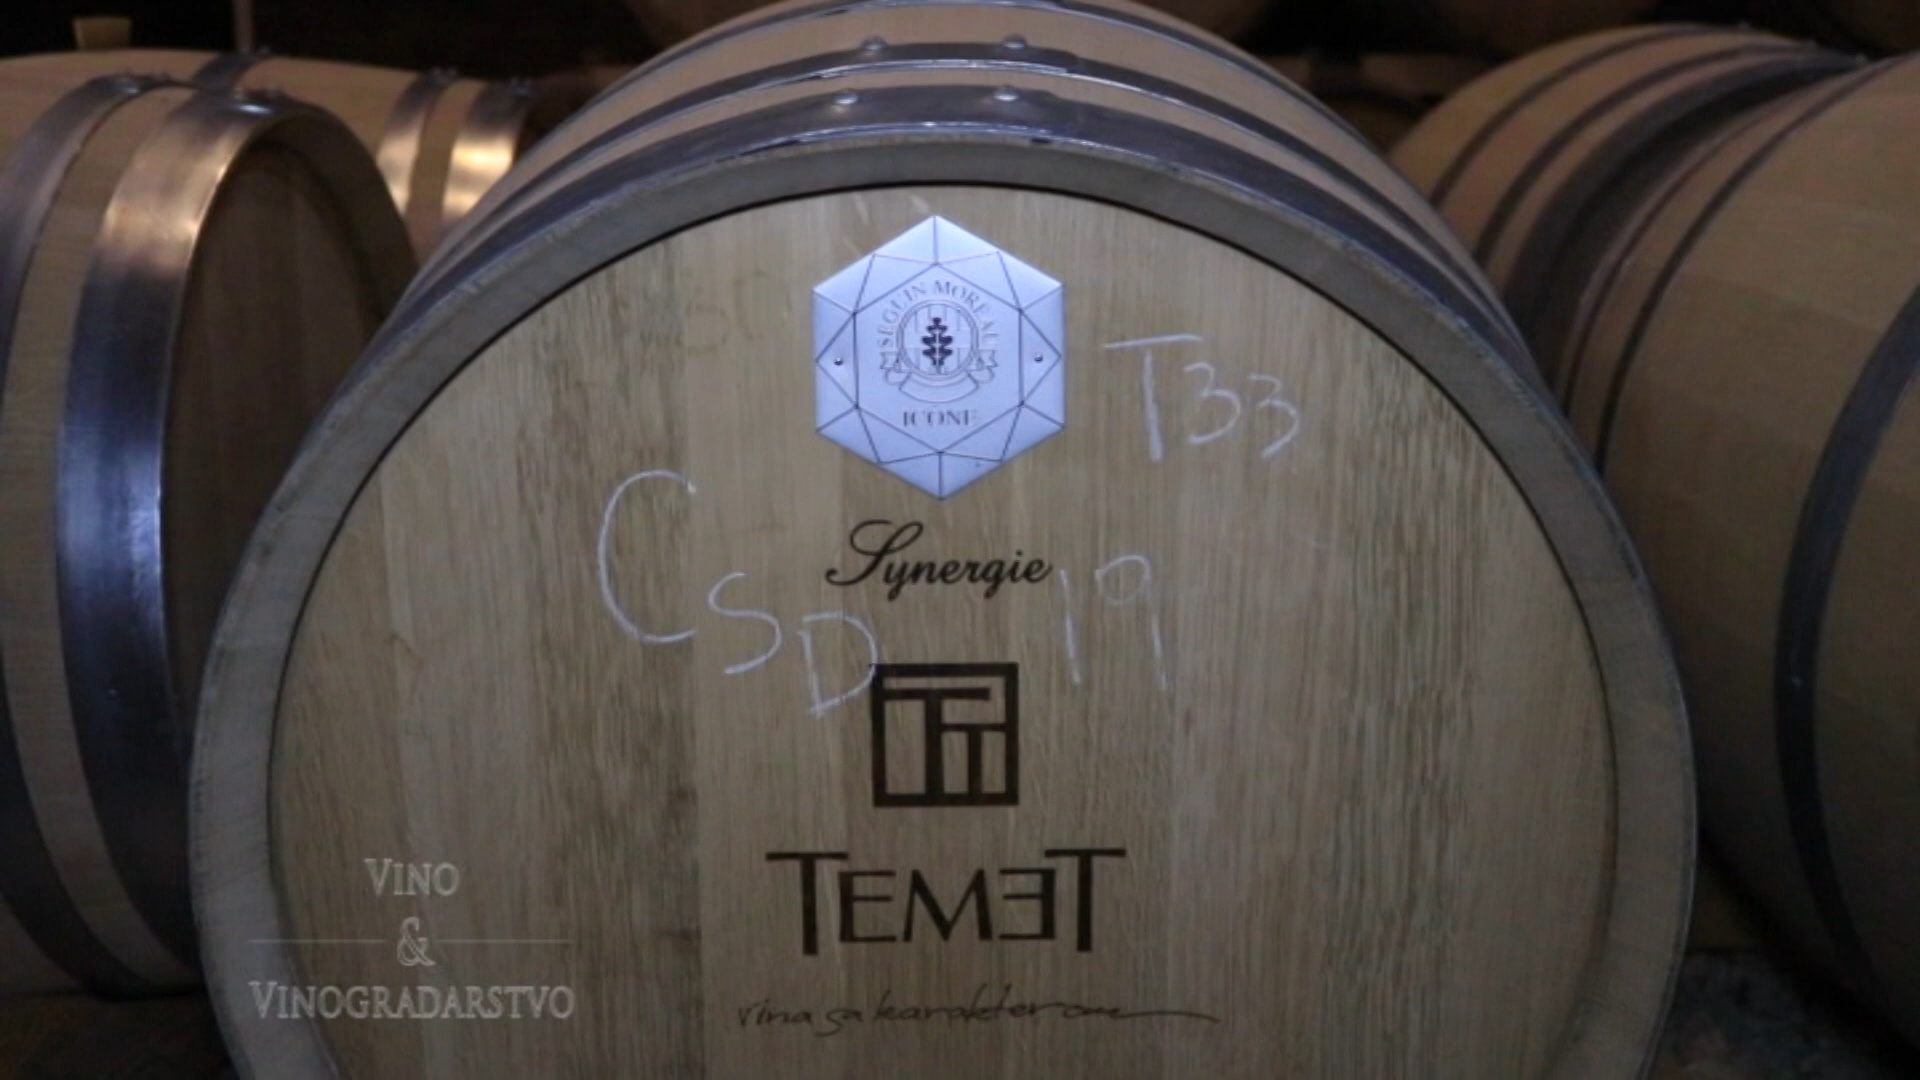 SEGUIN MOREAU
ICONE
T33
Synergie
CSD 19
TEMET
vina sa karakterom
VINO
&
VINOGRADARSTVO